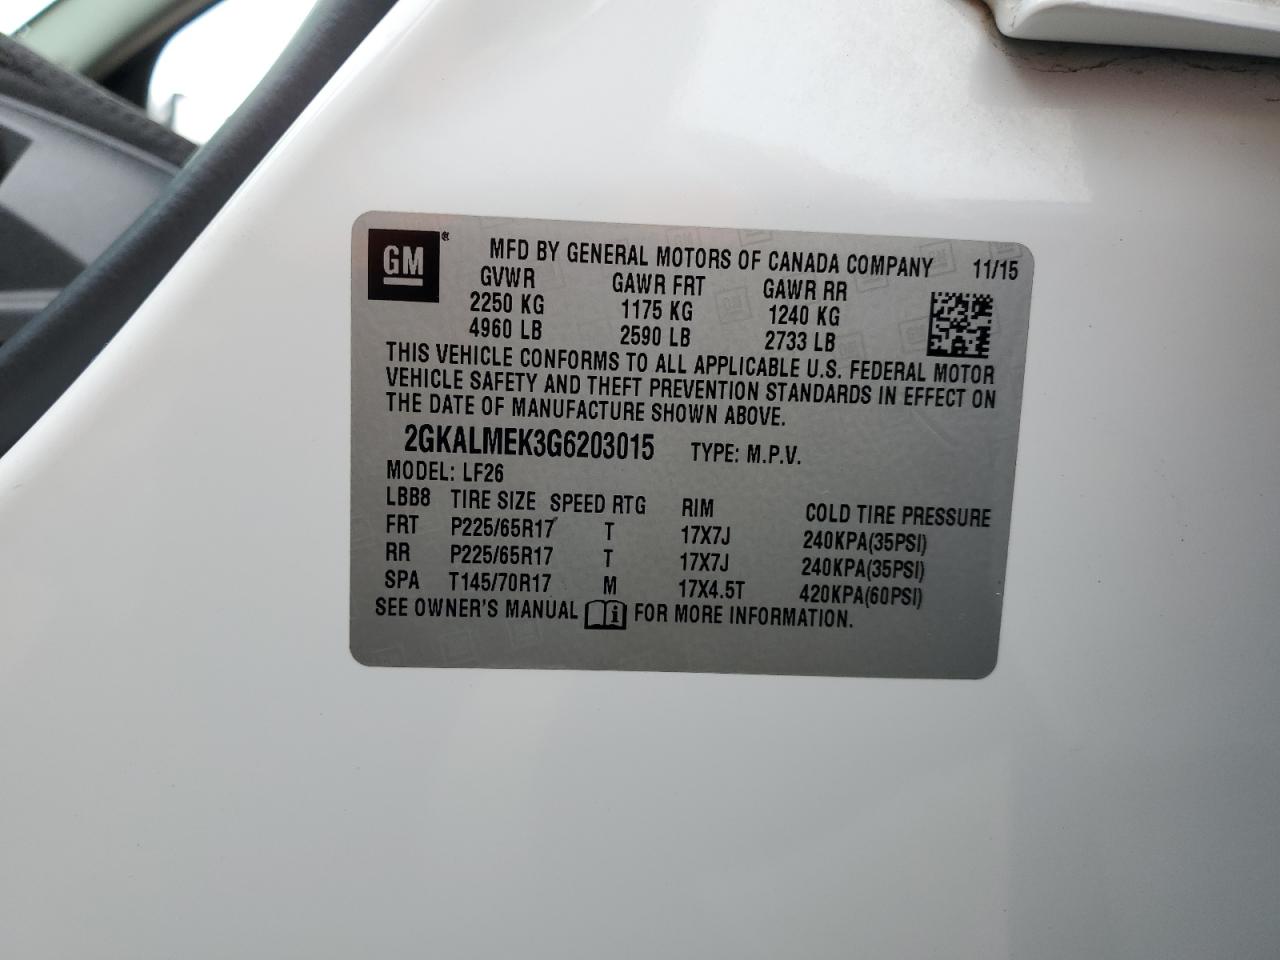 GM ® MFD BY GENERAL MOTORS OF CANADA COMPANY 11/15
GVWR GAWR FRT GAWR RR
2250 KG 1175 KG 1240 KG
4960 LB 2590 LB 2733 LB
THIS VEHICLE CONFORMS TO ALL APPLICABLE U.S. FEDERAL MOTOR
VEHICLE SAFETY AND THEFT PREVENTION STANDARDS IN EFFECT ON
THE DATE OF MANUFACTURE SHOWN ABOVE.
2GKALMEK3G6203015 TYPE: M.P.V.
MODEL: LF26
LBB8 TIRE SIZE SPEED RTG RIM COLD TIRE PRESSURE
FRT P225/65R17 T 17X7J 240KPA(35PSI)
RR P225/65R17 T 17X7J 240KPA(35PSI)
SPA T145/70R17 M 17X4.5T 420KPA(60PSI)
SEE OWNER'S MANUAL i FOR MORE INFORMATION.